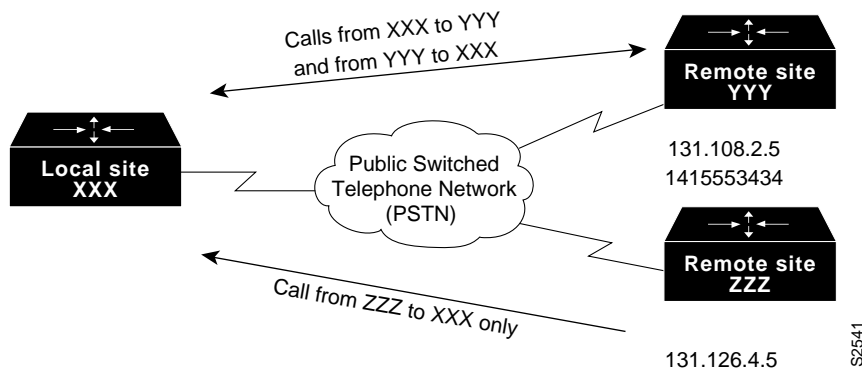 Calls from XXX to YYY
and from YYY to XXX
Remote site
YYY
131.108.2.5
1415553434
Local site
XXX
Public Switched
Telephone Network
(PSTN)
Remote site
ZZZ
Call from ZZZ to XXX only
131.126.4.5
S2541